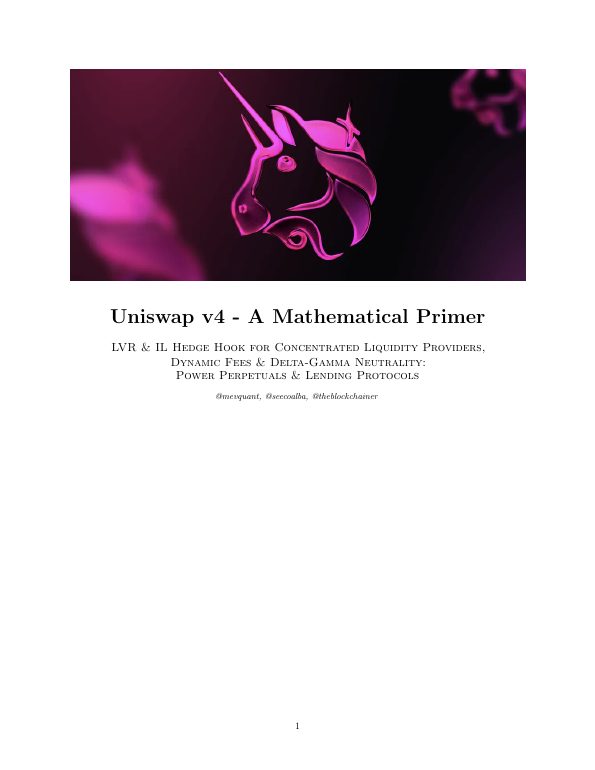 Uniswap v4 - A Mathematical Primer
LVR & IL Hedge Hook for Concentrated Liquidity Providers,
Dynamic Fees & Delta-Gamma Neutrality:
Power Perpetuals & Lending Protocols
@mevquant, @seecoalba, @theblockchainer
1